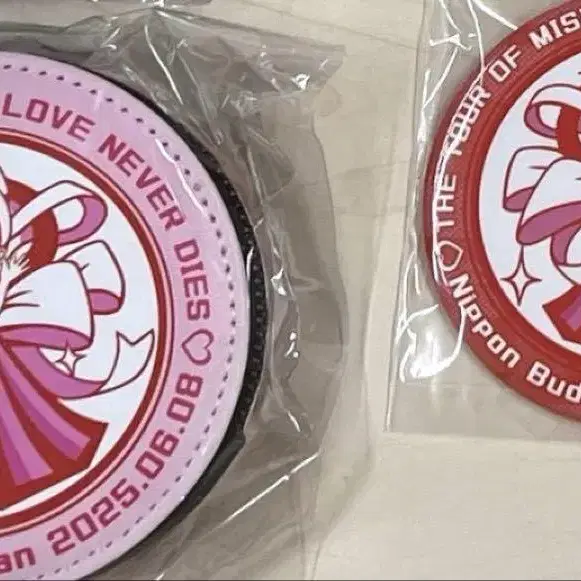 LOVE NEVER DIES♡
an 2025.06.08
♡THE TOUR OF MIS
Nippon Bud